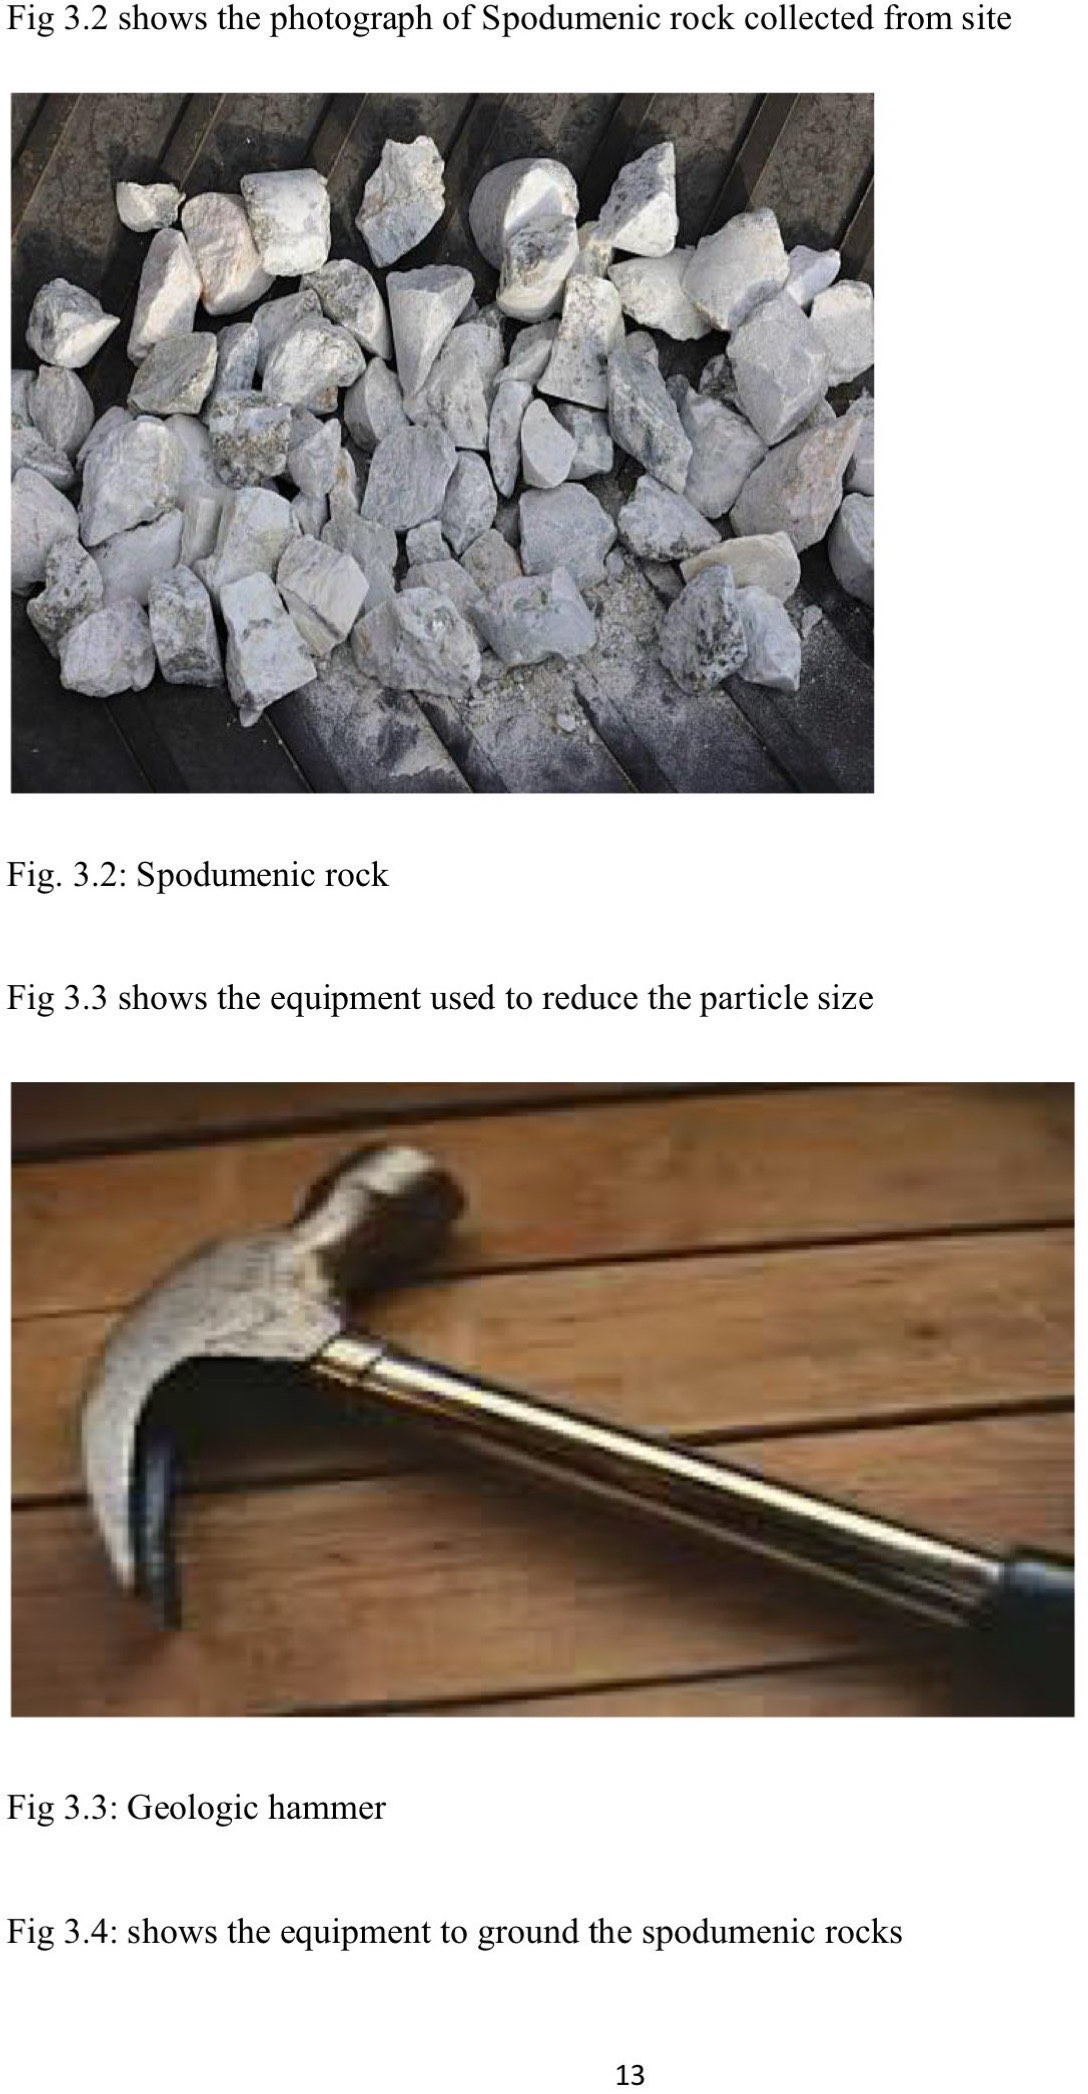 Fig 3.2 shows the photograph of Spodumenic rock collected from site
Fig. 3.2: Spodumenic rock
Fig 3.3 shows the equipment used to reduce the particle size
Fig 3.3: Geologic hammer
Fig 3.4: shows the equipment to ground the spodumenic rocks
13